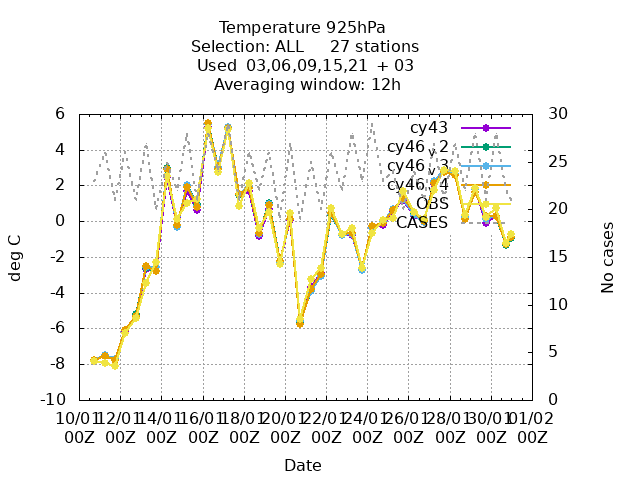 Temperature 925hPa
Selection: ALL 27 stations
Used 03,06,09,15,21 + 03
Averaging window: 12h
6 4 2 0 -2 -4 -6 -8 -10
deg C
30 25 20 15 10 5 0
No cases
cy43
cy46_v2
cy46_v3
cy46_v4
OBS
CASES
10/01 12/01 14/01 16/01 18/01 20/01 22/01 24/01 26/01 28/01 30/01 01/02
00Z 00Z 00Z 00Z 00Z 00Z 00Z 00Z 00Z 00Z 00Z 00Z
Date